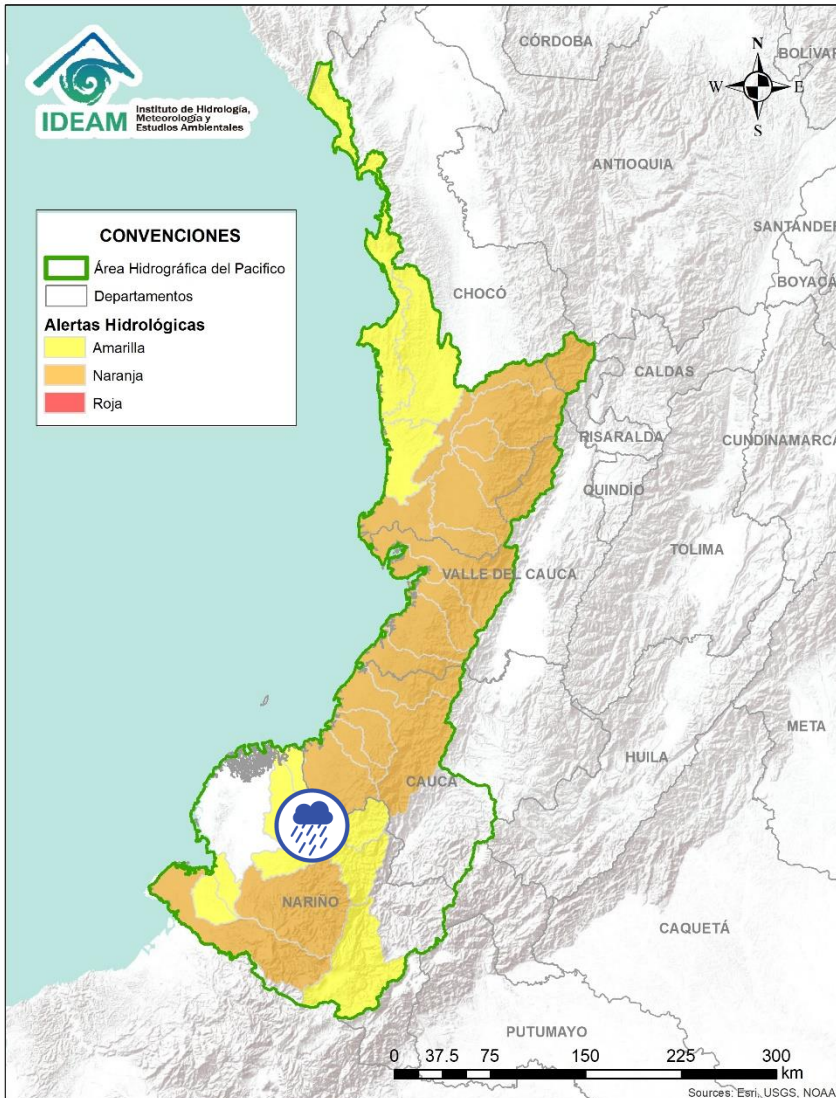 IDEAM
Instituto de Hidrología,
Meteorología y
Estudios Ambientales
CÓRDOBA
BOLÍVAR
N
W
E
S
ANTIOQUIA
SANTANDER
BOYACÁ
CONVENCIONES
Área Hidrográfica del Pacifico
Departamentos
Alertas Hidrológicas
Amarilla
Naranja
Roja
CHOCÓ
CALDAS
RISARALDA
CUNDINAMARCA
QUINDÍO
TOLIMA
VALLE DEL CAUCA
META
HUILA
CAUCA
NARIÑO
CAQUETÁ
PUTUMAYO
0 37.5 75 150 225 300
km
Sources: Esri, USGS, NOAA